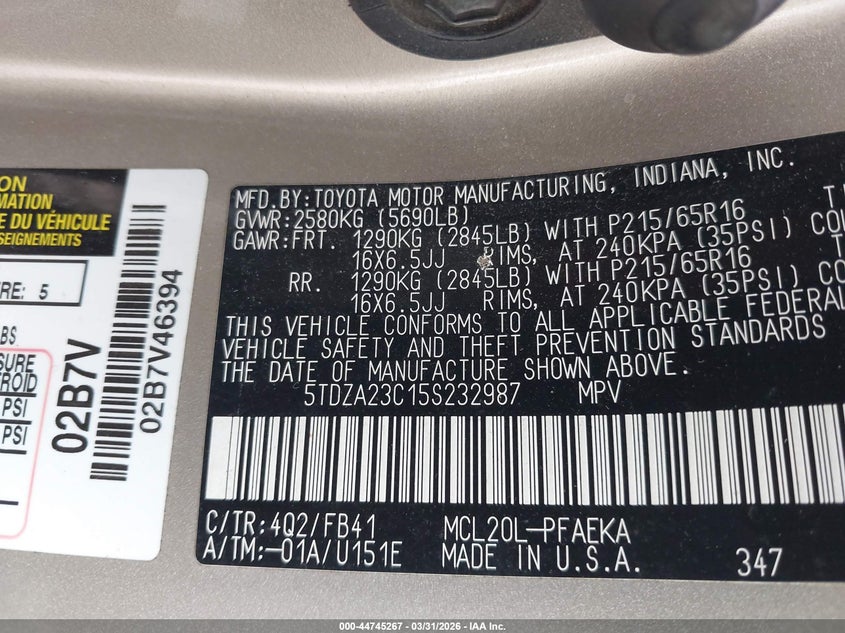 ON
MATION
E DU VÉHICULE
SEIGNEMENTS
RE: 5
BS
SURE
FROID
PSI
PSI
02B7V
02B7V46394
MFD.BY:TOYOTA MOTOR MANUFACTURING, INDIANA, INC.
GVWR:2580KG (5690LB)
GAWR:FRT. 1290KG (2845LB) WITH P215/65R16
16X6.5JJ RIMS, AT 240KPA (35PSI) COL
RR. 1290KG (2845LB) WITH P215/65R16
16X6.5JJ RIMS, AT 240KPA (35PSI) CO
THIS VEHICLE CONFORMS TO ALL APPLICABLE FEDERAL
VEHICLE SAFETY AND THEFT PREVENTION STANDARDS
THE DATE OF MANUFACTURE SHOWN ABOVE.
5TDZA23C15S232987 MPV
C/TR:4Q2/FB41 MCL20L-PFAEKA
A/TM:-01A/U151E MADE IN U.S.A. 347
000-44745267 - 03/31/2026 - IAA Inc.